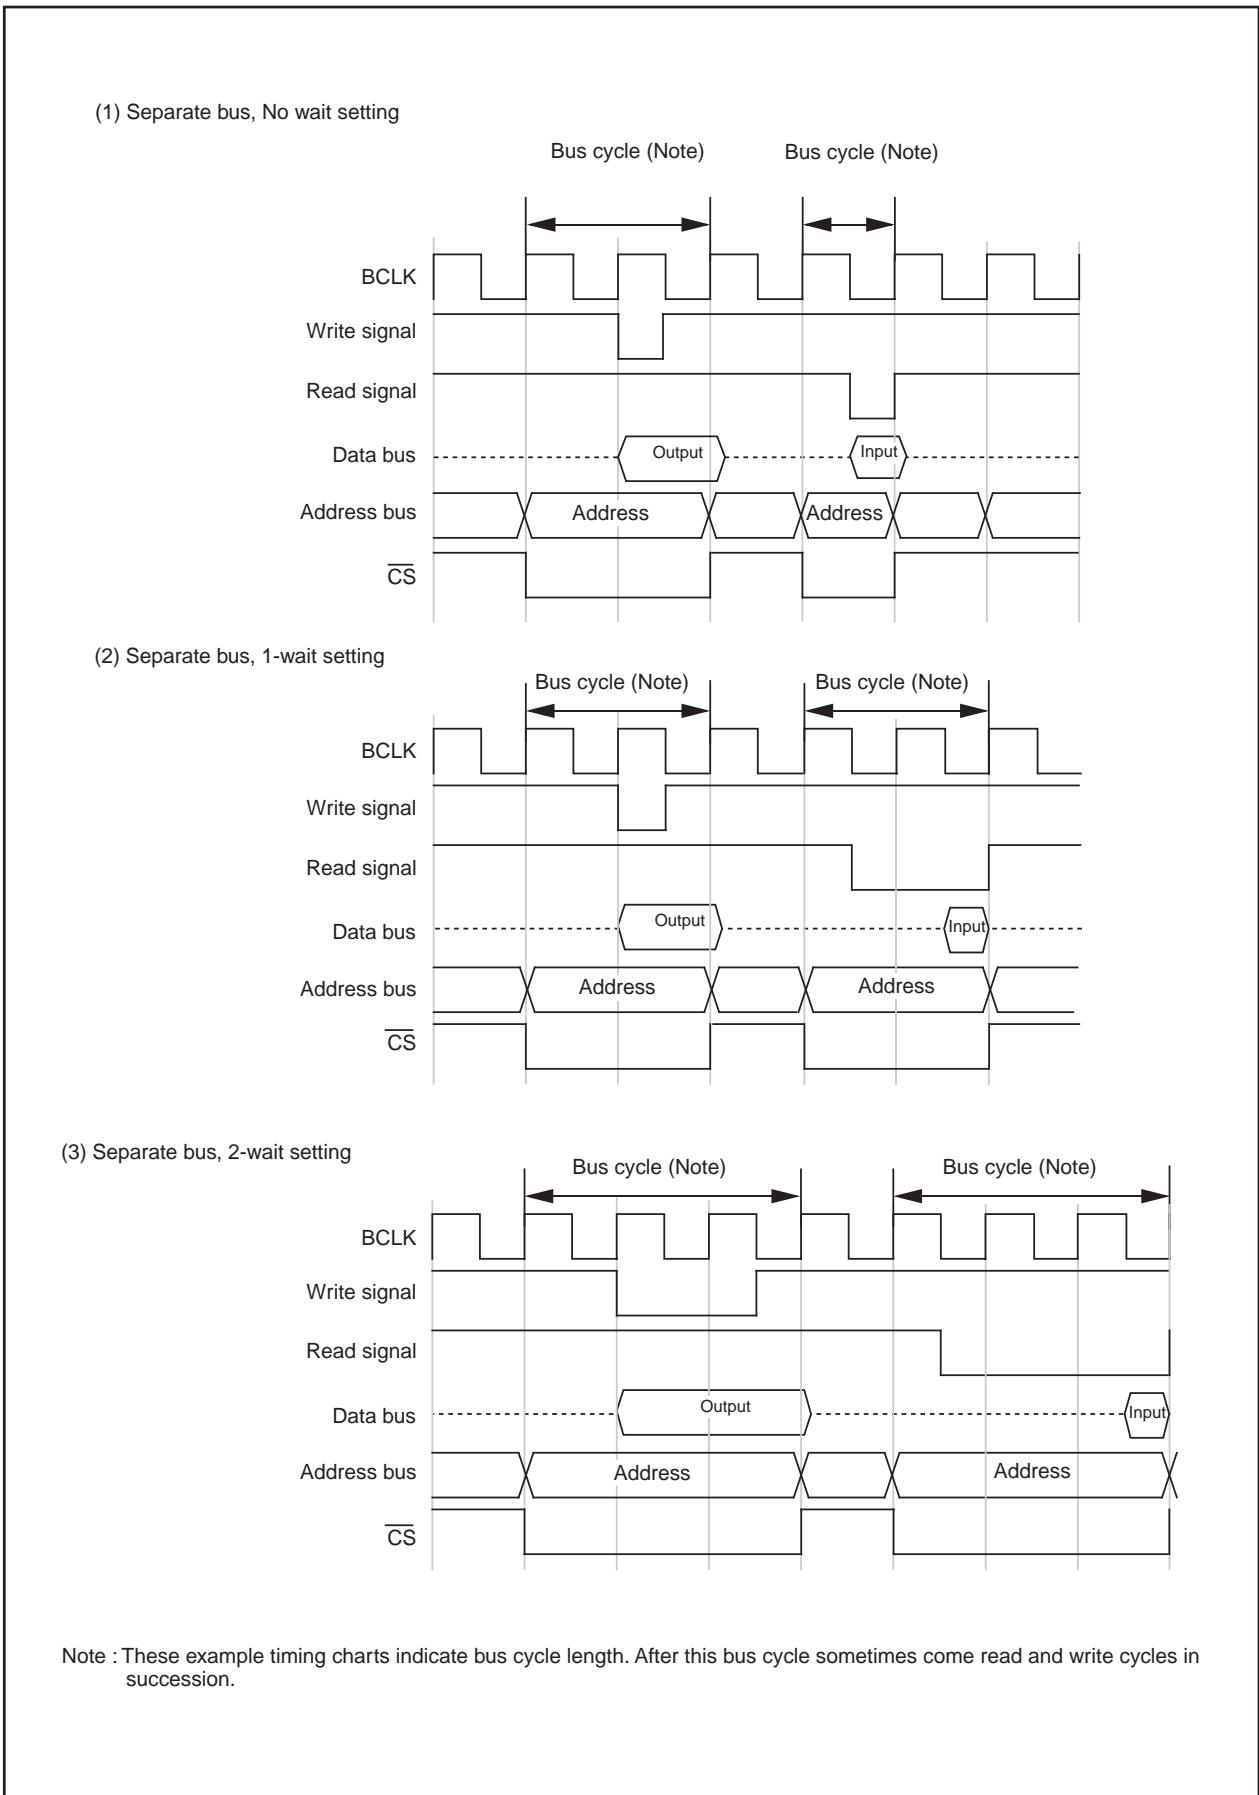 (1) Separate bus, No wait setting
Bus cycle (Note) Bus cycle (Note)
BCLK
Write signal
Read signal
Data bus Output Input
Address bus Address Address
CS
(2) Separate bus, 1-wait setting
Bus cycle (Note) Bus cycle (Note)
BCLK
Write signal
Read signal
Data bus Output Input
Address bus Address Address
CS
(3) Separate bus, 2-wait setting
Bus cycle (Note) Bus cycle (Note)
BCLK
Write signal
Read signal
Data bus Output Input
Address bus Address Address
CS
Note : These example timing charts indicate bus cycle length. After this bus cycle sometimes come read and write cycles in
succession.